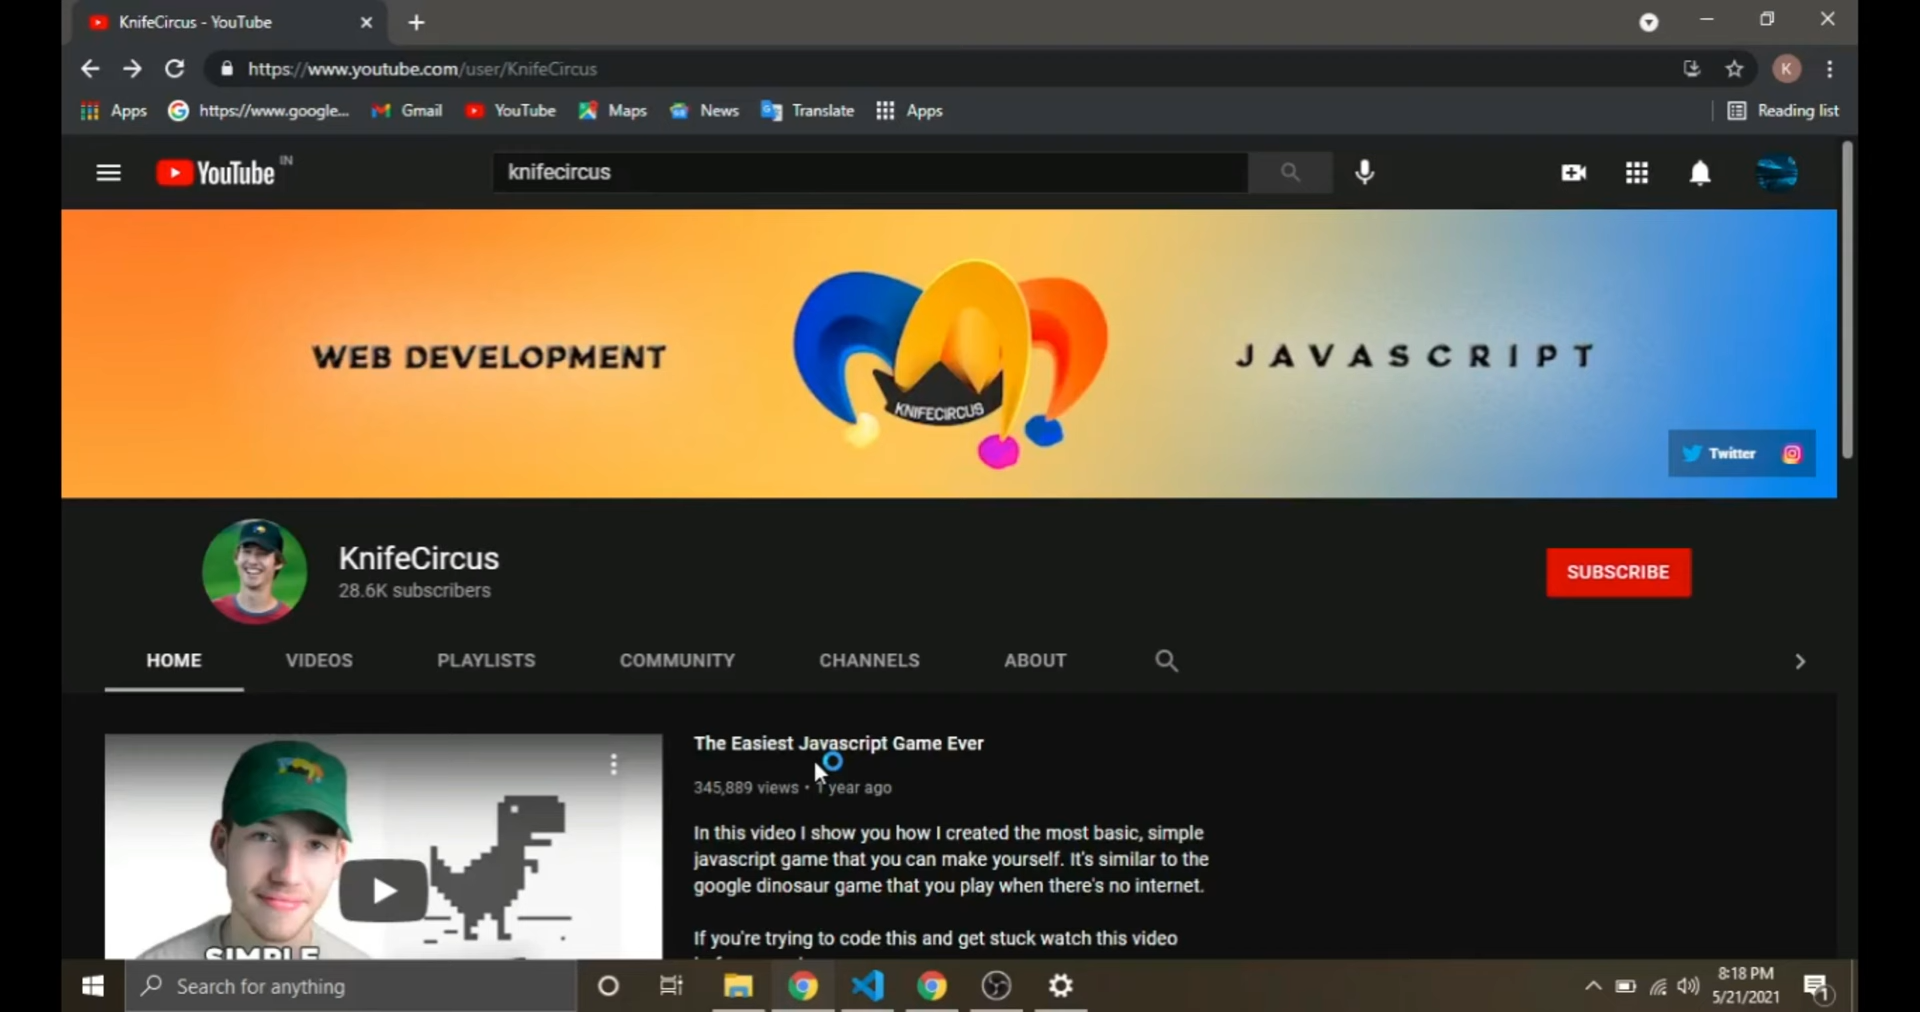 KnifeCircus - YouTube
https://www.youtube.com/user/KnifeCircus
K
Apps
https://www.google...
Gmail
YouTube
Maps
News
Translate
Apps
Reading list
YouTube IN
knifecircus
WEB DEVELOPMENT
KNIFECIRCUS
JAVASCRIPT
Twitter
KnifeCircus
28.6K subscribers
SUBSCRIBE
HOME
VIDEOS
PLAYLISTS
COMMUNITY
CHANNELS
ABOUT
The Easiest Javascript Game Ever
345,889 views • 1 year ago
In this video I show you how I created the most basic, simple
javascript game that you can make yourself. It's similar to the
google dinosaur game that you play when there's no internet.
If you're trying to code this and get stuck watch this video
SIMPLE
Search for anything
8:18 PM
5/21/2021
1